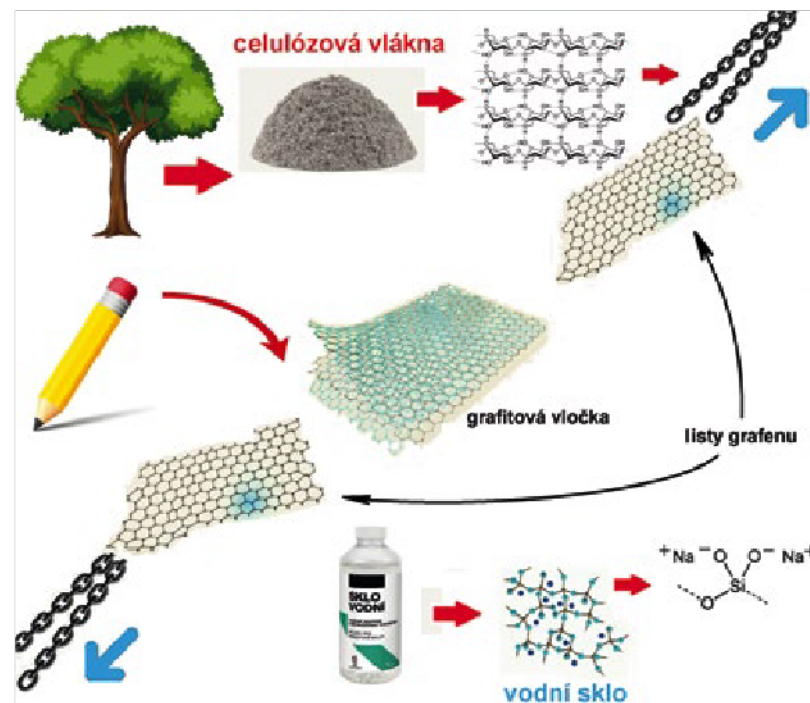 celulózová vlákna
grafitová vločka
listy grafenu
SKLO
VODNÍ
vodní sklo
+Na −O O− Na+
Si
O